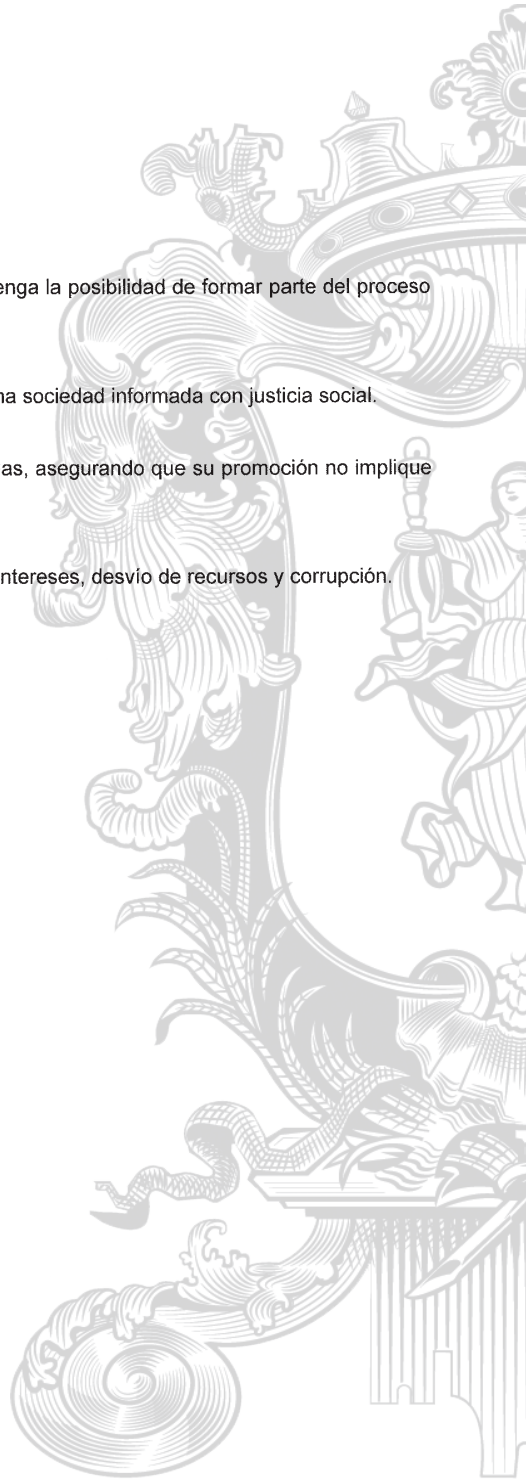 enga la posibilidad de formar parte del proceso
na sociedad informada con justicia social.
as, asegurando que su promoción no implique
ntereses, desvío de recursos y corrupción.